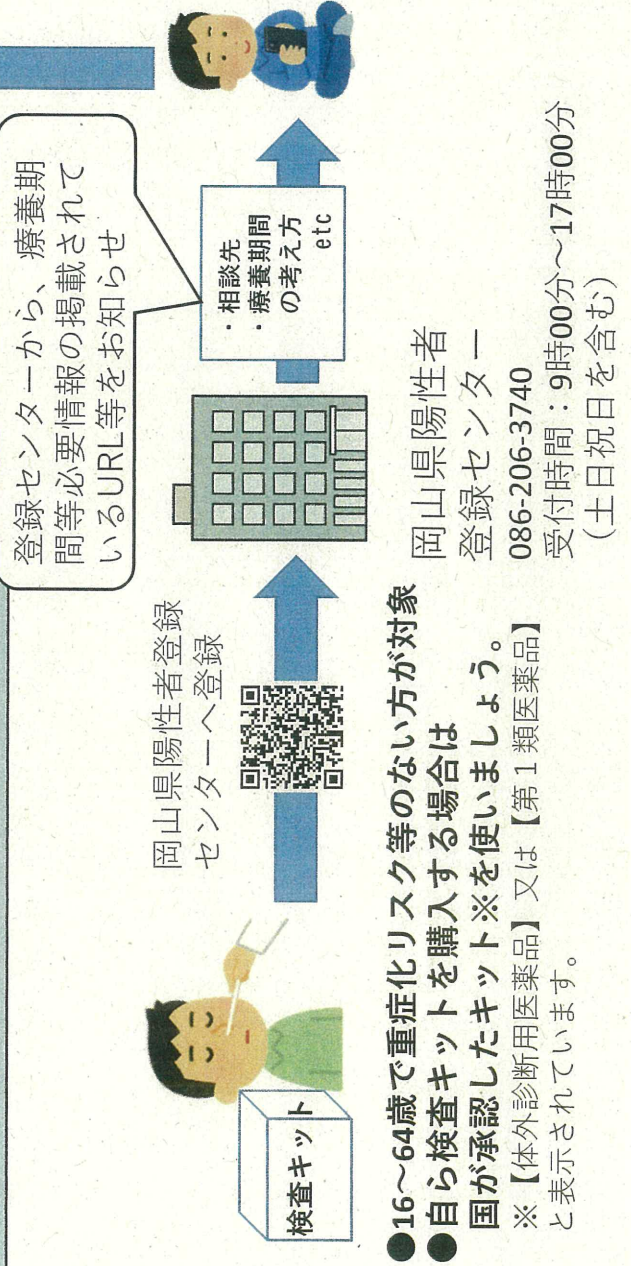 登録センターから、療養期
間等必要情報の掲載されて
いるURL等をお知らせ
岡山県陽性者登録
センターへ登録
検査キット
・相談先
・療養期間
の考え方
etc
●16～64歳で重症化リスク等のない方が対象
●自ら検査キットを購入する場合は
国が承認したキット※を使いましょう。
※【体外診断用医薬品】又は【第1類医薬品】
と表示されています。
岡山県陽性者
登録センター
086-206-3740
受付時間：9時00分～17時00分
（土日祝日を含む）